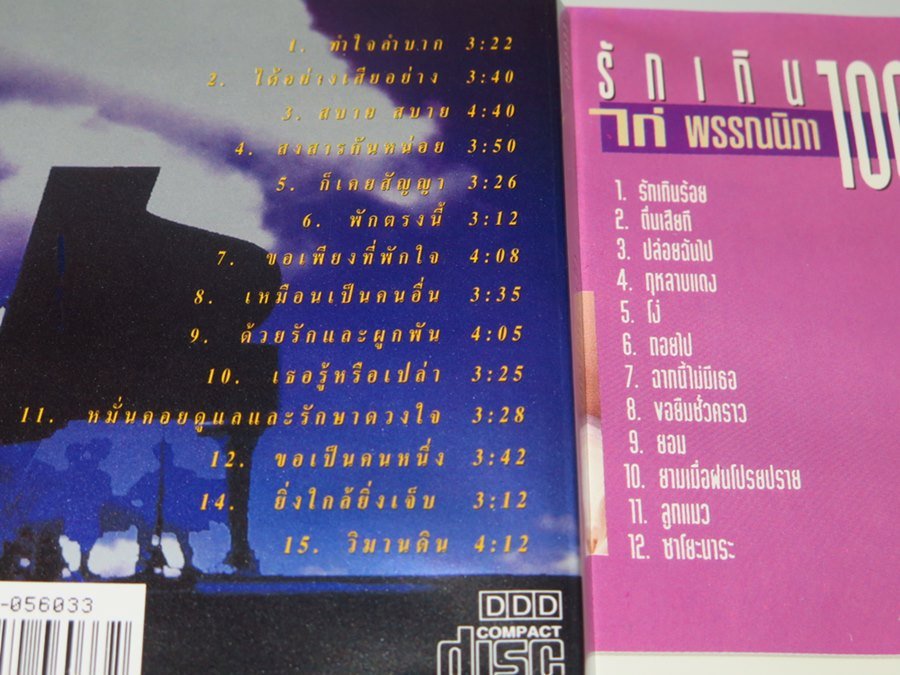 1. ทำใจลำบาก 3:22
2. ได้อย่างเสียอย่าง 3:40
3. สบาย สบาย 4:40
4. สงสารกันหน่อย 3:50
5. ก็เคยสัญญา 3:26
6. พักตรงนี้ 3:12
7. ขอเพียงที่พักใจ 4:08
8. เหมือนเป็นคนอื่น 3:35
9. ด้วยรักและผูกพัน 4:05
10. เธอรู้หรือเปล่า 3:25
11. หมั่นคอยดูแลและรักษาดวงใจ 3:28
12. ขอเป็นคนหนึ่ง 3:42
14. ยิ่งใกล้ยิ่งเจ็บ 3:12
15. วิมานดิน 4:12
-056033
DDD
COMPACT
disc
รักเกิน 100
ไก่ พรรณนิภา
1. รักเกินร้อย
2. ตื่นเสียที
3. ปล่อยฉันไป
4. กุหลาบแดง
5. โง่
6. ถอยไป
7. ฉากนี้ไม่มีเธอ
8. ขอยืมชั่วคราว
9. ยอม
10. ยามเมื่อฝนโปรยปราย
11. ลูกแมว
12. ซาโยะนาระ